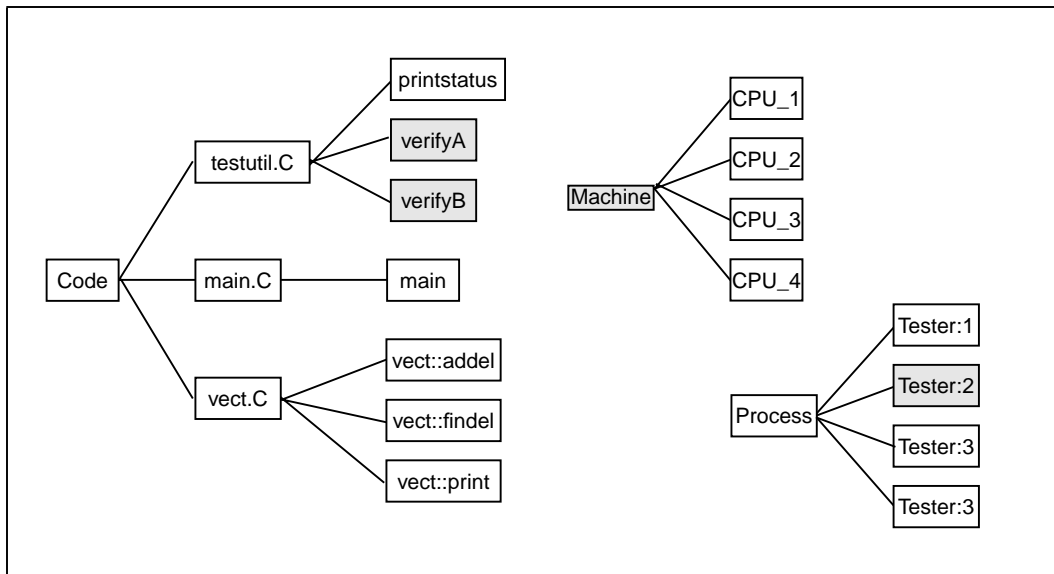 Code
testutil.C
printstatus
verifyA
verifyB
main.C
main
vect.C
vect::addel
vect::findel
vect::print
Machine
CPU_1
CPU_2
CPU_3
CPU_4
Process
Tester:1
Tester:2
Tester:3
Tester:3